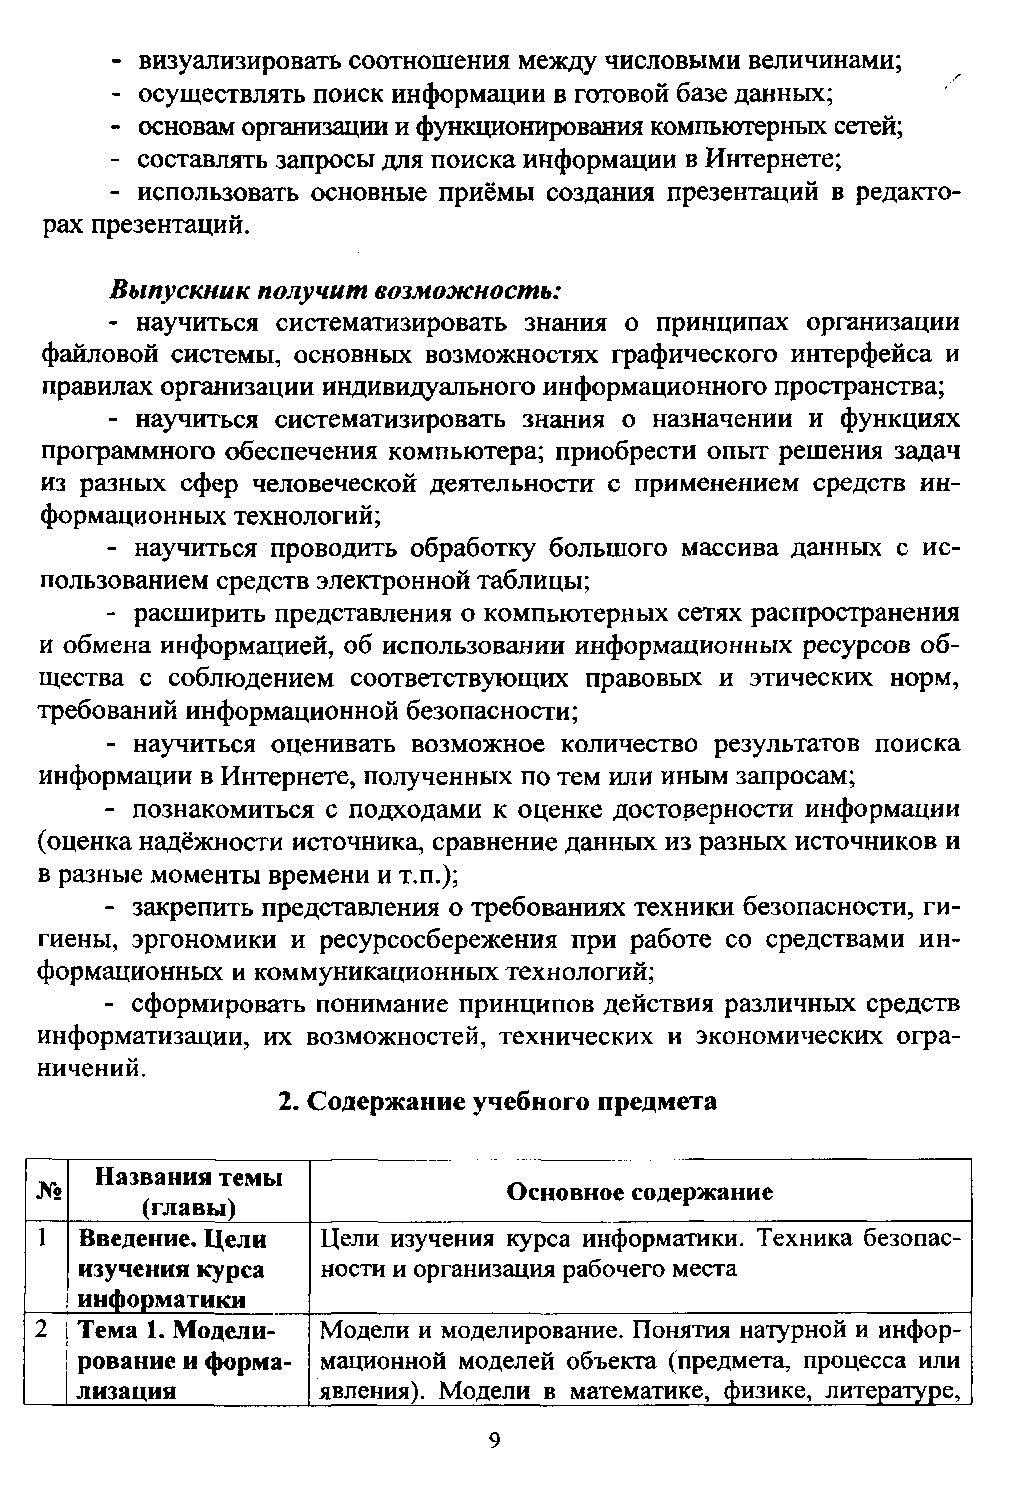 - визуализировать соотношения между числовыми величинами;
- осуществлять поиск информации в готовой базе данных;
- основам организации и функционирования компьютерных сетей;
- составлять запросы для поиска информации в Интернете;
- использовать основные приёмы создания презентаций в редакто-
рах презентаций.
Выпускник получит возможность:
- научиться систематизировать знания о принципах организации
файловой системы, основных возможностях графического интерфейса и
правилах организации индивидуального информационного пространства;
- научиться систематизировать знания о назначении и функциях
программного обеспечения компьютера; приобрести опыт решения задач
из разных сфер человеческой деятельности с применением средств ин-
формационных технологий;
- научиться проводить обработку большого массива данных с ис-
пользованием средств электронной таблицы;
- расширить представления о компьютерных сетях распространения
и обмена информацией, об использовании информационных ресурсов об-
щества с соблюдением соответствующих правовых и этических норм,
требований информационной безопасности;
- научиться оценивать возможное количество результатов поиска
информации в Интернете, полученных по тем или иным запросам;
- познакомиться с подходами к оценке достоверности информации
(оценка надёжности источника, сравнение данных из разных источников и
в разные моменты времени и т.п.);
- закрепить представления о требованиях техники безопасности, ги-
гиены, эргономики и ресурсосбережения при работе со средствами ин-
формационных и коммуникационных технологий;
- сформировать понимание принципов действия различных средств
информатизации, их возможностей, технических и экономических огра-
ничений.
2. Содержание учебного предмета
№
Названия темы
(главы)
Основное содержание
1
Введение. Цели
изучения курса
информатики
Цели изучения курса информатики. Техника безопас-
ности и организация рабочего места
2
Тема 1. Модели-
рование и форма-
лизация
Модели и моделирование. Понятия натурной и инфор-
мационной моделей объекта (предмета, процесса или
явления). Модели в математике, физике, литературе,
9